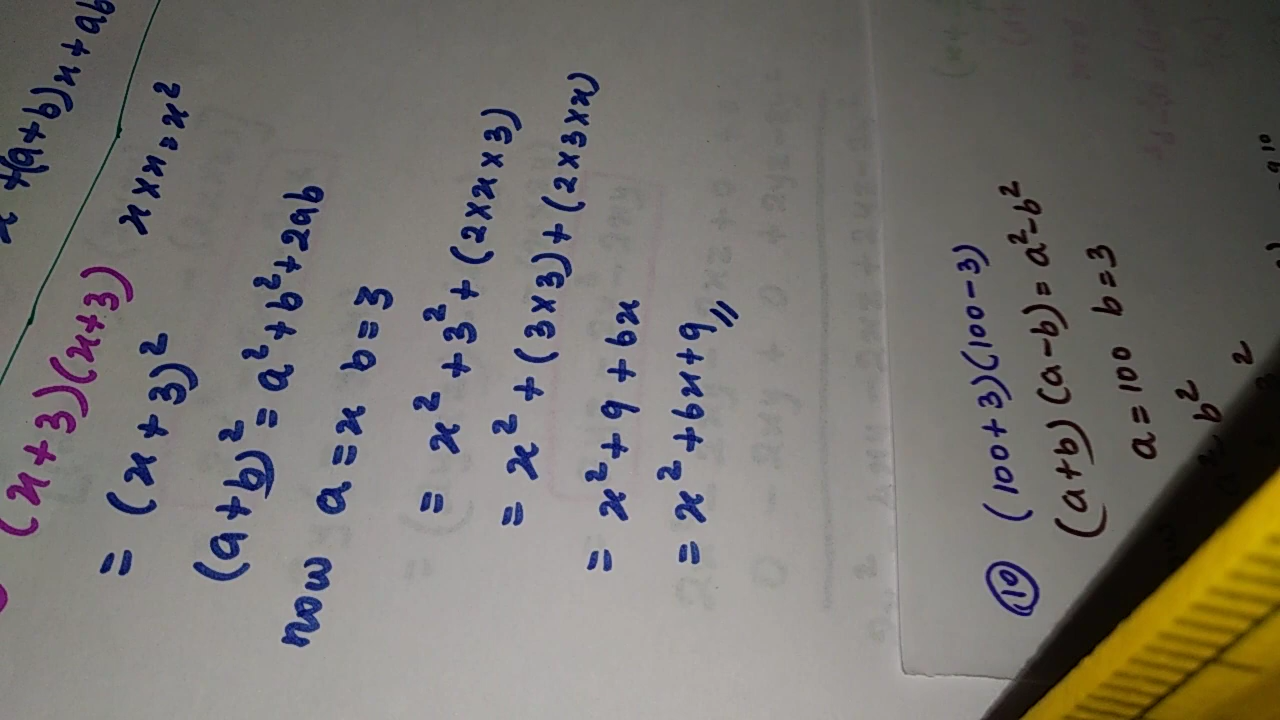 +(a+b)x+ab
(x+3)(x+3) x×x=x²
= (x+3)²
(a+b)² = a²+b²+2ab
now a=x b=3
= x²+3²+(2×x×3)
= x²+(3×3)+(2×3×x)
= x²+9+6x
= x²+6x+9
(10) (100+3)(100-3)
(a+b)(a-b)=a²-b²
a=100 b=3
a²-b²